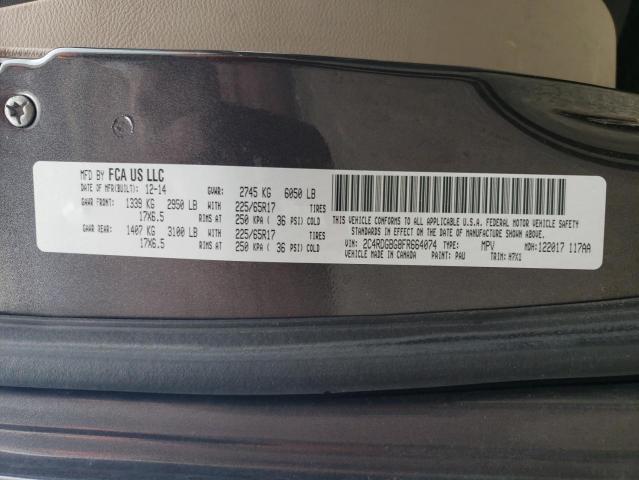 MFD BY FCA US LLC
DATE OF MFR(BUILT): 12-14 GVWR: 2745 KG 6050 LB
GAWR FRONT: 1339 KG 2950 LB WITH 225/65R17 TIRES
17X6.5 RIMS AT 250 KPA ( 36 PSI) COLD
GAWR REAR: 1407 KG 3100 LB WITH 225/65R17 TIRES
17X6.5 RIMS AT 250 KPA ( 36 PSI) COLD
THIS VEHICLE CONFORMS TO ALL APPLICABLE U.S.A. FEDERAL MOTOR VEHICLE SAFETY
STANDARDS IN EFFECT ON THE DATE OF MANUFACTURE SHOWN ABOVE.
VIN: 2C4RDGBG8FR664074 TYPE: MPV MDH: 122017 117AA
VEHICLE MADE IN CANADA PAINT: PAU TRIM: H7X1